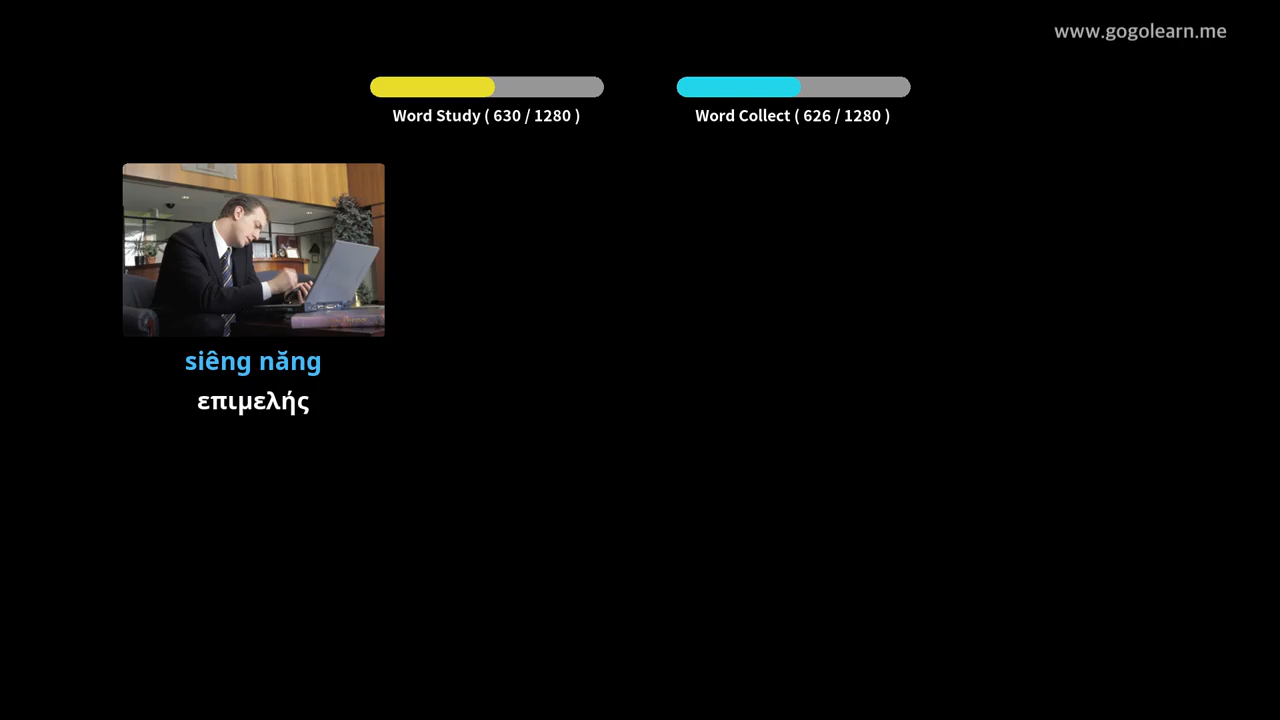 www.gogolearn.me
Word Study ( 630 / 1280 )
Word Collect ( 626 / 1280 )
siêng năng
επιμελής